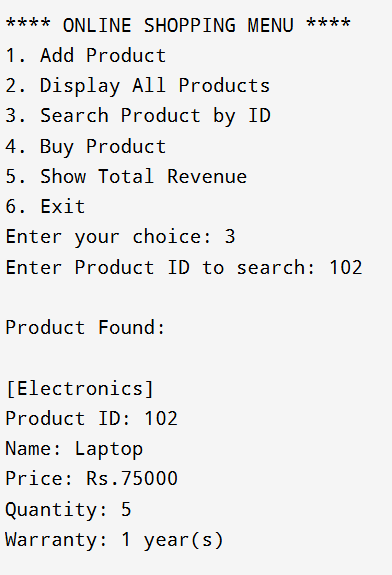 **** ONLINE SHOPPING MENU ****
1. Add Product
2. Display All Products
3. Search Product by ID
4. Buy Product
5. Show Total Revenue
6. Exit
Enter your choice: 3
Enter Product ID to search: 102
Product Found:
[Electronics]
Product ID: 102
Name: Laptop
Price: Rs.75000
Quantity: 5
Warranty: 1 year(s)